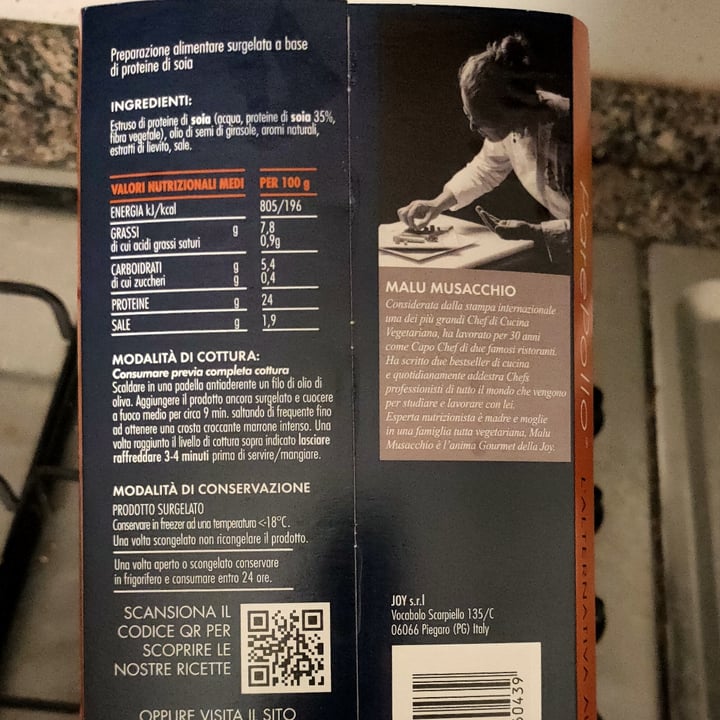 Preparazione alimentare surgelata a base
di proteine di soia
INGREDIENTI:
Estruso di proteine di soia (acqua, proteine di soia 35%,
fibra vegetale), olio di semi di girasole, aromi naturali,
estratti di lievito, sale.
VALORI NUTRIZIONALI MEDI PER 100 g
ENERGIA kJ/kcal 805/196
GRASSI g 7,8
di cui acidi grassi saturi 0,9g
CARBOIDRATI g 5,4
di cui zuccheri g 0,4
PROTEINE g 24
SALE g 1,9
MODALITÀ DI COTTURA:
Consumare previa completa cottura
Scaldare in una padella antiaderente un filo di olio di
oliva. Aggiungere il prodotto ancora surgelato e cuocere
a fuoco medio per circa 9 min. saltando di frequente fino
ad ottenere una crosta croccante marrone intenso. Una
volta raggiunto il livello di cottura sopra indicato lasciare
raffreddare 3-4 minuti prima di servire/mangiare.
MODALITÀ DI CONSERVAZIONE
PRODOTTO SURGELATO
Conservare in freezer ad una temperatura <-18°C.
Una volta scongelato non ricongelare il prodotto.
Una volta aperto o scongelato conservare
in frigorifero e consumare entro 24 ore.
SCANSIONA IL
CODICE QR PER
SCOPRIRE LE
NOSTRE RICETTE
OPPURE VISITA IL SITO
MALU MUSACCHIO
Considerata dalla stampa internazionale
una dei più grandi Chef di Cucina
Vegetariana, ha lavorato per 30 anni
come Capo Chef di due famosi ristoranti.
Ha scritto due bestseller di cucina
e quotidianamente addestra Chefs
professionisti di tutto il mondo che vengono
per studiare e lavorare con lei.
Esperta nutrizionista è madre e moglie
in una famiglia tutta vegetariana, Malu
Musacchio è l'anima Gourmet della Joy.
JOY s.r.l
Vocabolo Scarpiello 135/C
06066 Piegaro (PG) Italy
60439
parePollo
L'ALTERNATIVA